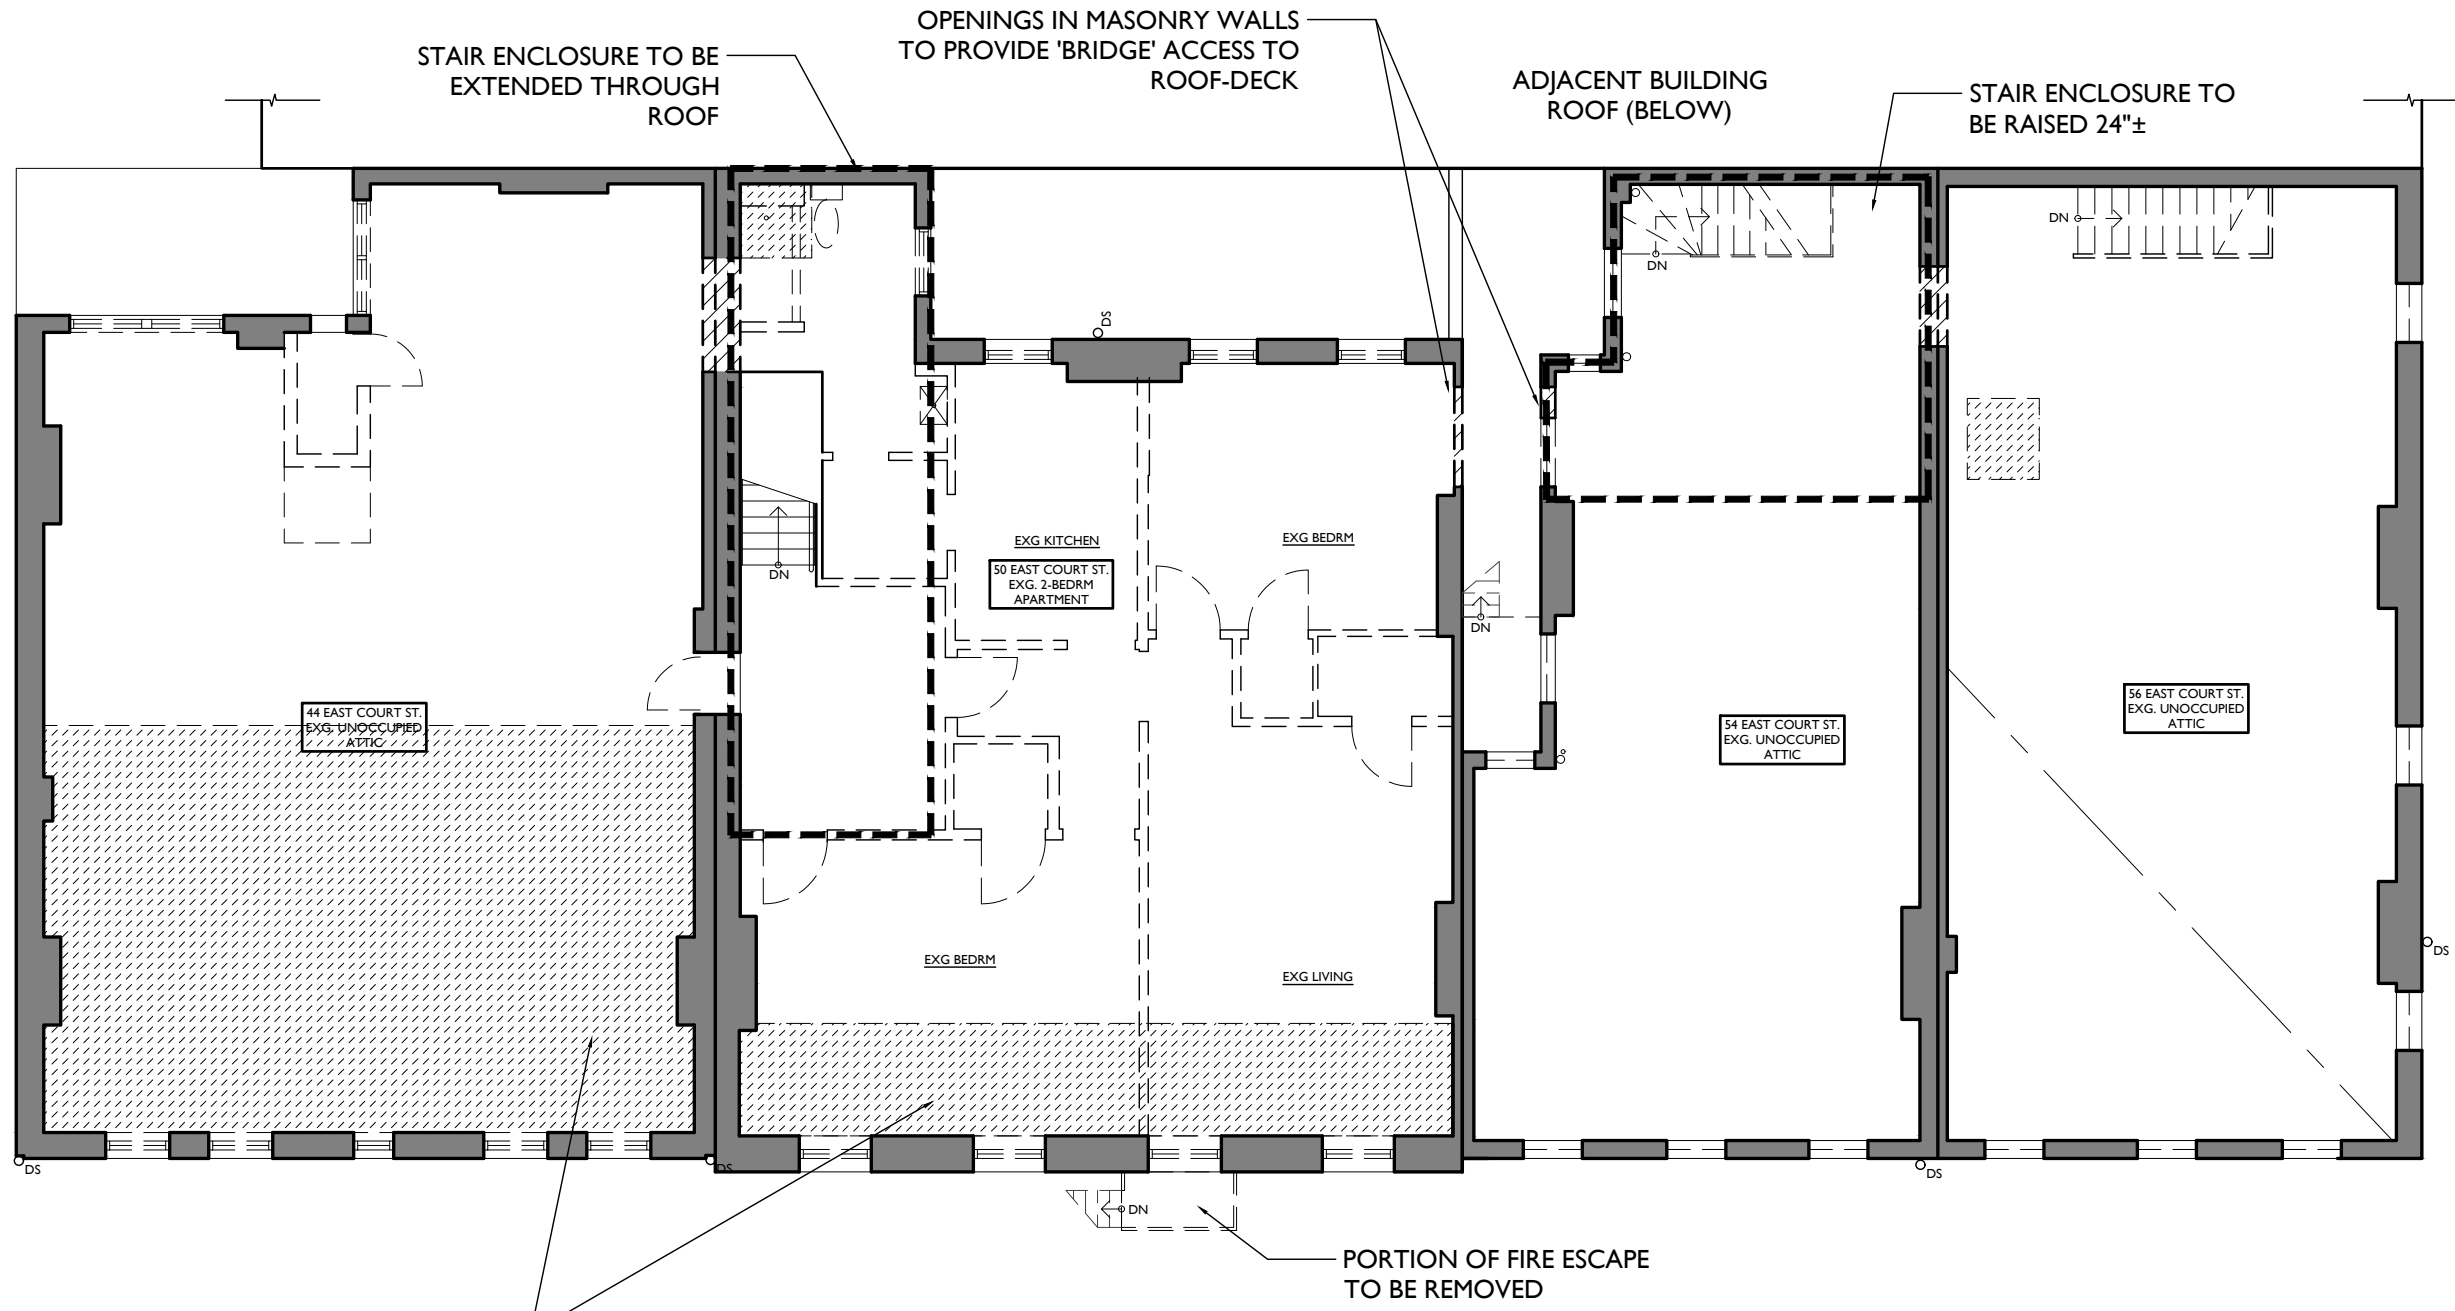 OPENINGS IN MASONRY WALLS
TO PROVIDE 'BRIDGE' ACCESS TO
ROOF-DECK
STAIR ENCLOSURE TO BE
EXTENDED THROUGH
ROOF
ADJACENT BUILDING
ROOF (BELOW)
STAIR ENCLOSURE TO
BE RAISED 24"±
DN
DN
DS
EXG KITCHEN
EXG BEDRM
50 EAST COURT ST.
EXG. 2-BEDRM
APARTMENT
DN
DN
44 EAST COURT ST.
EXG. UNOCCUPIED
ATTIC
54 EAST COURT ST.
EXG. UNOCCUPIED
ATTIC
56 EAST COURT ST.
EXG. UNOCCUPIED
ATTIC
EXG BEDRM
EXG LIVING
DS
DS
DS
DS
DN
PORTION OF FIRE ESCAPE
TO BE REMOVED